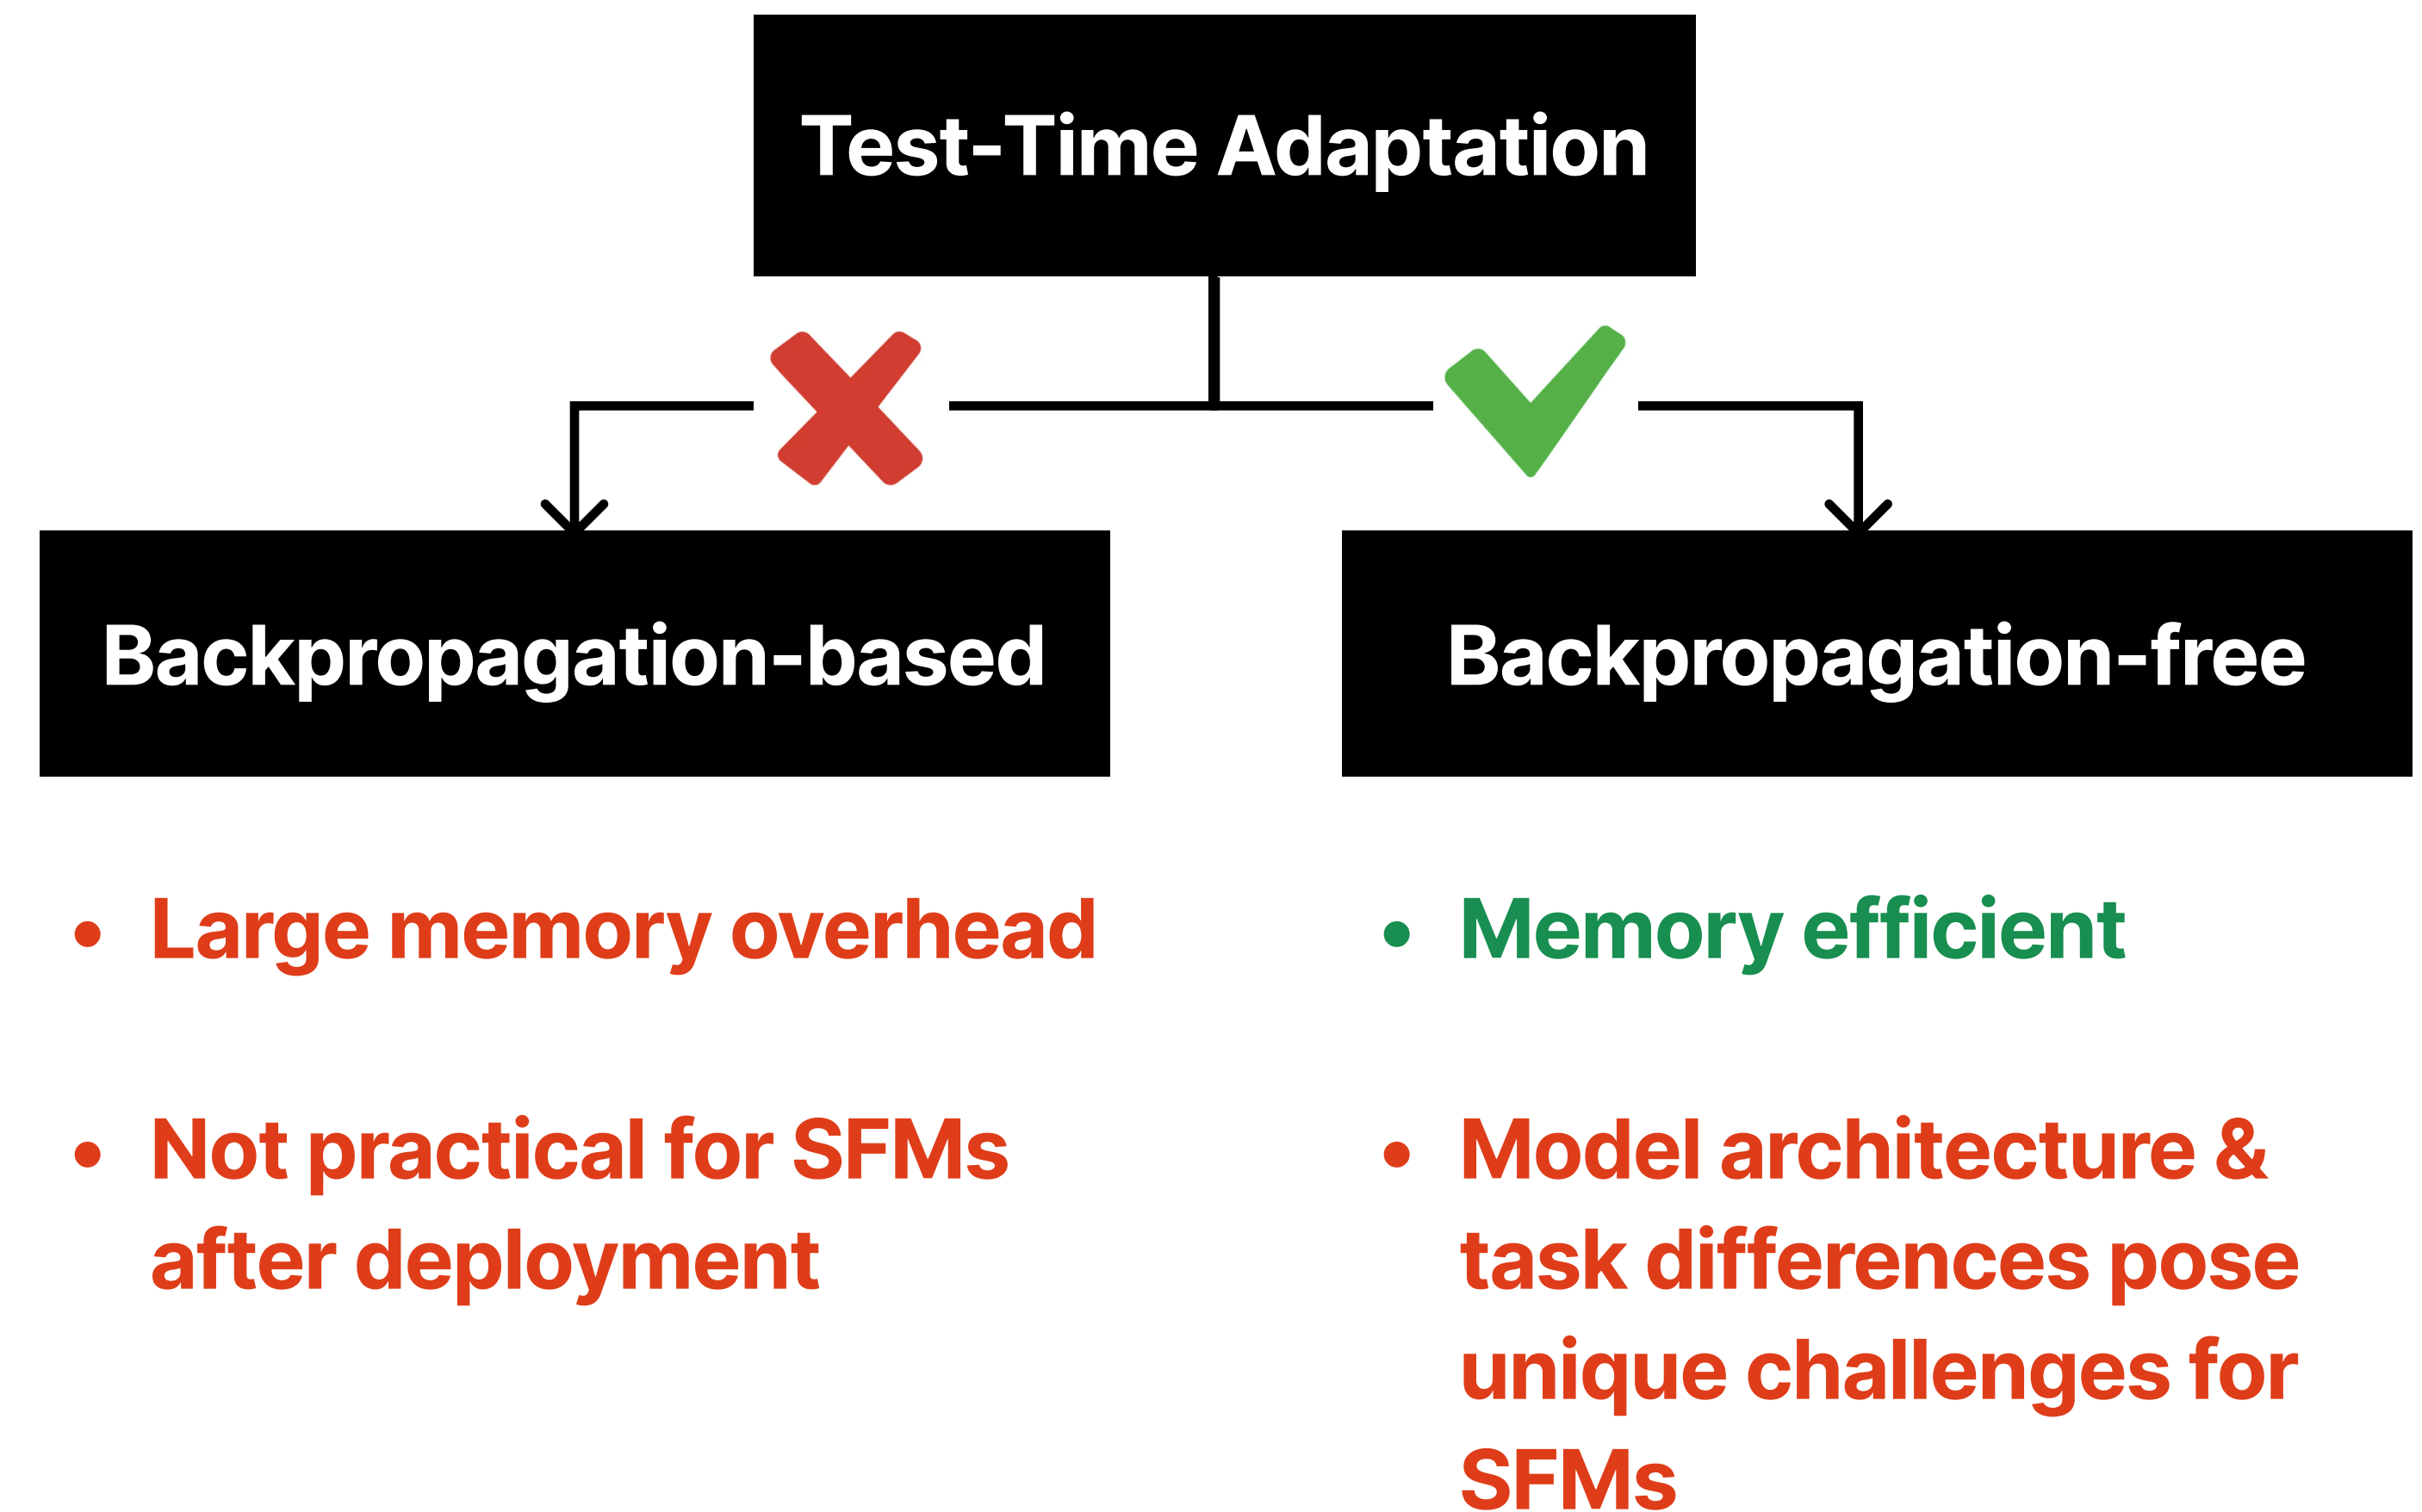 Test-Time Adaptation
Backpropagation-based
Backpropagation-free
• Large memory overhead
• Not practical for SFMs
after deployment
• Memory efficient
• Model architecture &
task differences pose
unique challenges for
SFMs